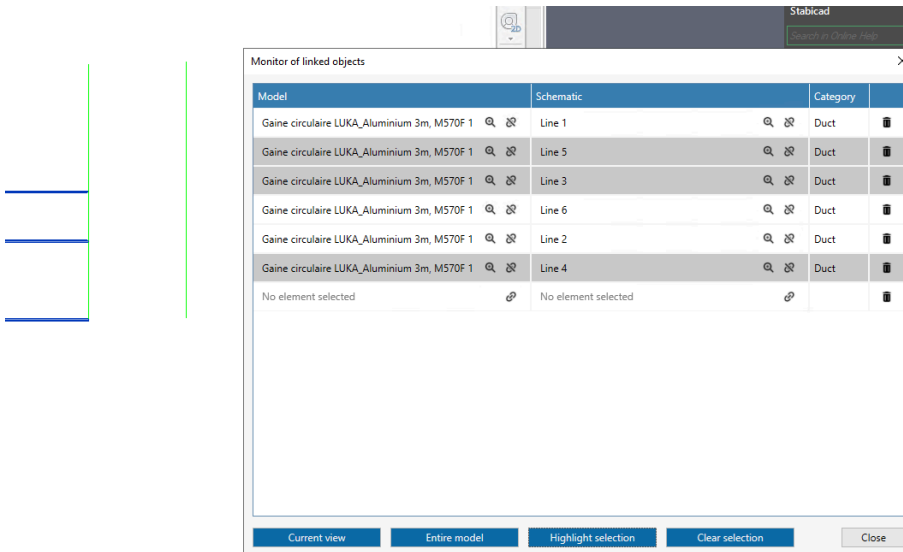 Stabicad
2D
Search in Online Help
Monitor of linked objects
Model Schematic Category
Gaine circulaire LUKA_Aluminium 3m, M570F 1 Line 1 Duct
Gaine circulaire LUKA_Aluminium 3m, M570F 1 Line 5 Duct
Gaine circulaire LUKA_Aluminium 3m, M570F 1 Line 3 Duct
Gaine circulaire LUKA_Aluminium 3m, M570F 1 Line 6 Duct
Gaine circulaire LUKA_Aluminium 3m, M570F 1 Line 2 Duct
Gaine circulaire LUKA_Aluminium 3m, M570F 1 Line 4 Duct
No element selected No element selected
Current view Entire model Highlight selection Clear selection Close